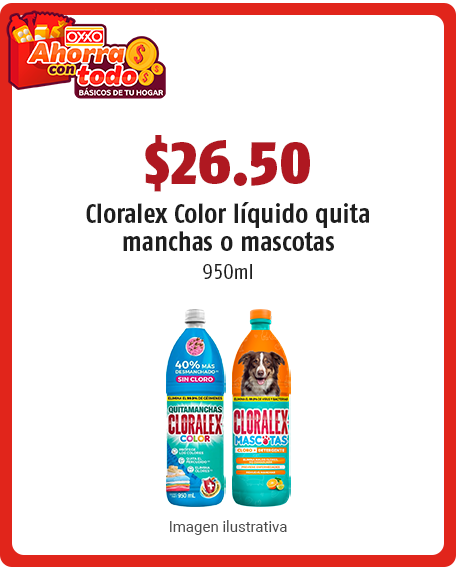 OXXO
Ahorra
con
todo
BÁSICOS DE TU HOGAR
$26.50
Cloralex Color líquido quita
manchas o mascotas
950ml
40% MÁS
DESMANCHADO
SIN CLORO
QUITAMANCHAS
CLORALEX
COLOR
950 mL
CLORALEX
MASCOTAS
CLORO + DETERGENTE
Imagen ilustrativa